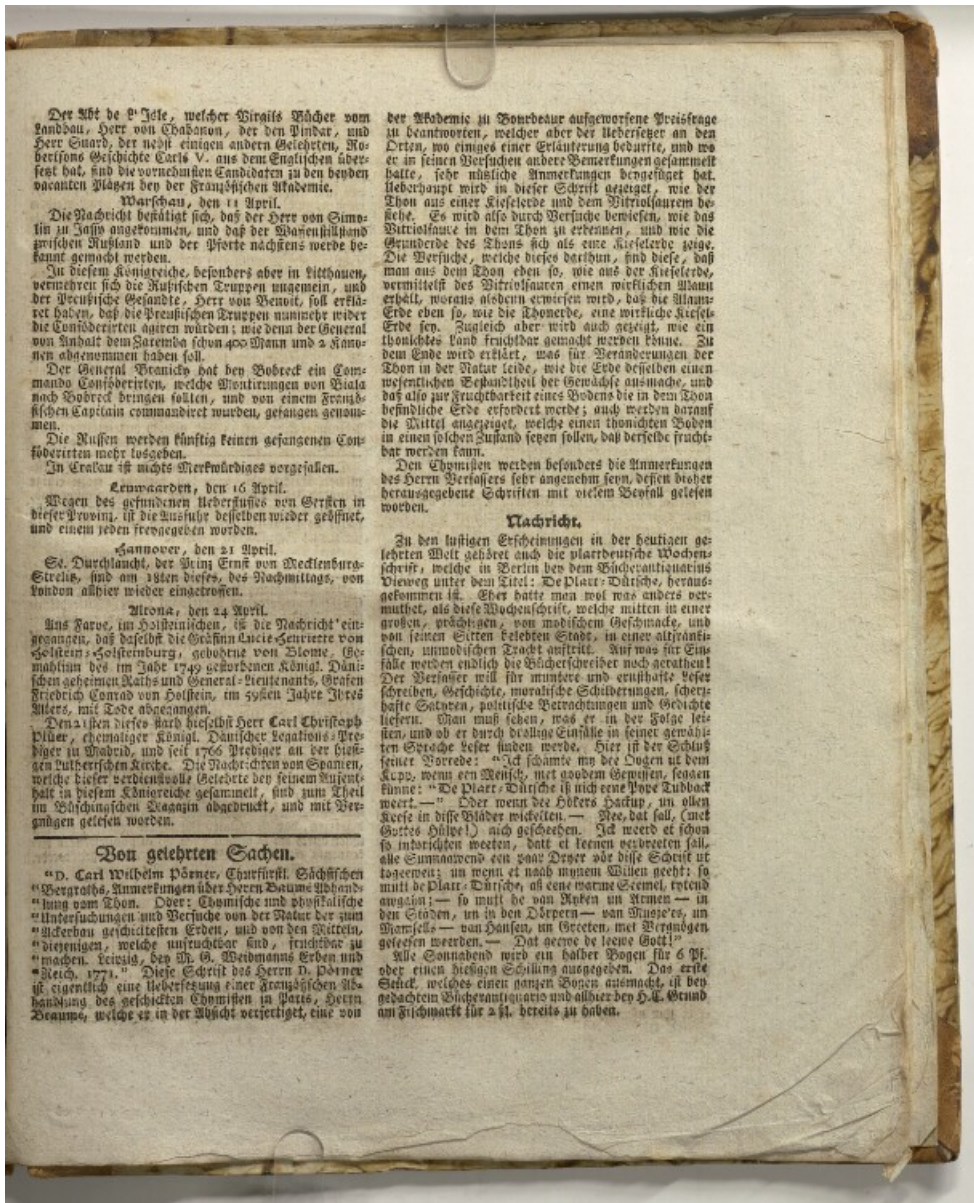 Der Abt de L'Isle, welcher Virgils Bücher vom
Landbau, Herr von Chabanon, der den Pindar, und
Herr Suard, der nebst einigen andern Gelehrten, Ro-
bertsons Geschichte Carls V. aus dem Englischen über-
setzt hat, sind die vornehmsten Candidaten zu den beyden
vacanten Plätzen bey der Französischen Akademie.
Warschau, den 11 April.
Die Nachricht bestätigt sich, daß der Herr von Simo-
lin zu Jassy angekommen, und daß der Waffenstillstand
zwischen Rußland und der Pforte nächstens werde be-
kannt gemacht werden.
In diesem Königreiche, besonders aber in Litthauen,
vermehren sich die Rußischen Truppen ungemein, und
der Preußische Gesandte, Herr von Benoit, soll erklä-
ret haben, daß die Preußischen Truppen nunmehr wider
die Conföderirten agiren würden; wie denn der General
von Anhalt dem Zaremba schon 400 Mann und 2 Kano-
nen abgenommen haben soll.
Der General Branicky hat bey Bobreck ein Com-
mando Conföderirten, welche Montirungen von Biala
nach Bobreck bringen sollen, und von einem Französ-
sischen Capitain commandiret wurden, gefangen genom-
men.
Die Russen werden künftig keinen gefangenen Con-
föderirten mehr losgeben.
In Crakau ist nichts Merkwürdiges vorgefallen.
Leuwaarden, den 16 April.
Wegen des gefundenen Ueberflusses von Gersten in
dieser Provinz, ist die Ausfuhr desselben wieder geöffnet,
und einem jeden freygegeben worden.
Hannover, den 21 April.
Se. Durchlaucht, der Prinz Ernst von Mecklenburg-
Strelitz, sind am 18ten dieses, des Nachmittags, von
London allhier wieder eingetroffen.
Altona, den 24 April.
Aus Farve, im Holsteinischen, ist die Nachricht ein-
gegangen, daß daselbst die Gräfinn Lucie Henriette von
Holstein-Holsteinburg, gebohrne von Blome, Ge-
mahlinn des im Jahr 1749 gestorbenen Königl. Däni-
schen geheimen Raths und General-Lieutenants, Grafen
Friedrich Conrad von Holstein, im 59sten Jahre Ihres
Alters, mit Tode abgegangen.
Den 21sten dieses starb hieselbst Herr Carl Christoph
Plüer, ehemaliger Königl. Dänischer Legations-Pre-
diger zu Madrid, und seit 1766 Prediger an der hiesi-
gen Lutherischen Kirche. Die Nachrichten von Spanien,
welche dieser verdienstvolle Gelehrte bey seinem Aufent-
halt in diesem Königreiche gesammelt, sind zum Theil
im Büschingschen Magazin abgedruckt, und mit Ver-
gnügen gelesen worden.
Von gelehrten Sachen.
"D. Carl Wilhelm Pörner, Churfürstl. Sächsischen
"Bergraths, Anmerkungen über Herrn Baume Abhand-
"lung vom Thon. Oder: Chymische und physikalische
"Untersuchungen und Versuche von der Natur der zum
"Ackerbau geschicktesten Erden, und von den Mitteln,
"diejenigen, welche unfruchtbar sind, fruchtbar zu
"machen. Leipzig, bey M. G. Weidmanns Erben und
"Reich. 1771." Diese Schrift des Herrn D. Pörner
ist eigentlich eine Uebersetzung einer Französischen Ab-
handlung des geschickten Chymisten in Paris, Herrn
Beaumé, welche er in der Absicht verfertiget, eine von
der Akademie zu Bourdeaux aufgeworfene Preisfrage
zu beantworten, welcher aber der Uebersetzer an den
Orten, wo einiges einer Erläuterung bedurfte, und wo
er in seinen Versuchen andere Bemerkungen gesammelt
hatte, sehr nützliche Anmerkungen beygefüget hat.
Ueberhaupt wird in dieser Schrift gezeiget, wie der
Thon aus einer Kieselerde und dem Vitriolsaurem be-
stehe. Es wird also durch Versuche bewiesen, wie das
Vitriolsaure in dem Thon zu erkennen, und wie die
Grunderde des Thons sich als eine Kieselerde zeige.
Die Versuche, welche dieses darthun, sind diese, daß
man aus dem Thon eben so, wie aus der Kieselerde,
vermittelst des Vitriolsauren einen wirklichen Alaun
erhält, woraus alsdenn erwiesen wird, daß die Alaun-
Erde eben so, wie die Thonerde, eine wirkliche Kiesel-
Erde sey. Zugleich aber wird auch gezeigt, wie ein
thonichtes Land fruchtbar gemacht werden könne. Zu
dem Ende wird erklärt, was für Veränderungen der
Thon in der Natur leide, wie die Erde desselben einen
wesentlichen Bestandtheil der Gewächse ausmache, und
daß also zur Fruchtbarkeit eines Bodens die in dem Thon
befindliche Erde erfordert werde; auch werden darauf
die Mittel angezeiget, welche einen thonichten Boden
in einen solchen Zustand setzen sollen, daß derselbe frucht-
bar werden kann.
Den Chymisten werden besonders die Anmerkungen
des Herrn Verfassers sehr angenehm seyn, deßen bisher
herausgegebene Schriften mit vielem Beyfall gelesen
worden.
Nachricht.
Zu den lustigen Erscheinungen in der heutigen ge-
lehrten Welt gehöret auch die plattdeutsche Wochen-
schrift, welche in Berlin bey dem Bücherantiquarius
Vieweg unter dem Titel: De Platt-Dütsche, heraus-
gekommen ist. Eher hatte man wol was anders ver-
muthet, als diese Wochenschrift, welche mitten in einer
großen, prächtigen, von modischem Geschmacke, und
von feinen Sitten belebten Stadt, in einer altfränki-
schen, unmodischen Tracht auftritt. Auf was für Ein-
fälle werden endlich die Bücherschreiber noch gerathen!
Der Verfasser will für muntere und ernsthafte Leser
schreiben, Geschichte, moralische Schilderungen, scherz-
hafte Satyren, politische Betrachtungen und Gedichte
liefern. Man muß sehen, was er in der Folge lei-
sten, und ob er durch drollige Einfälle in seiner gewähl-
ten Sprache Leser finden werde. Hier ist der Schluß
seiner Vorrede: "Ick schämte my dee Oogen ut dem
Kopp, wenn een Mensch, met goodem Gewissen, seggen
künne: "De Platt-Dütsche iß nich eene Pype Tubback
weert.—" Oder wenn dee Hökers Hackup, un ollen
Keese in disse Bläder wickelten.— Nee, dat sall, (met
Gottes Hülpe!) nich gescheehen. Ick weerd et schon
so intorichten weeten, datt et keenen verdreeten sall,
alle Sunnaawend een paar Dryer vör disse Schrift ut
togeewen; un wenn et naah mynem Willen geeht: so
mutt de Platt-Dütsche, aß eene warme Seemel, rytend
awgahn;— so mutt he van Ryken un Armen— in
den Städen, un in den Dörpern— van Musje'es, un
Mamsells— van Hansen, un Greeten, met Vergnögen
geleesen weerden.— Dat geewe de leewe Gott!"
Alle Sonnabend wird ein halber Bogen für 6 Pf.
oder einen hiesigen Schilling ausgegeben. Das erste
Stück, welches einen ganzen Bogen ausmacht, ist bey
gedachtem Bücherantiquario und allhier bey H. C. Grund
am Fischmarkt für 2 ßl. bereits zu haben.